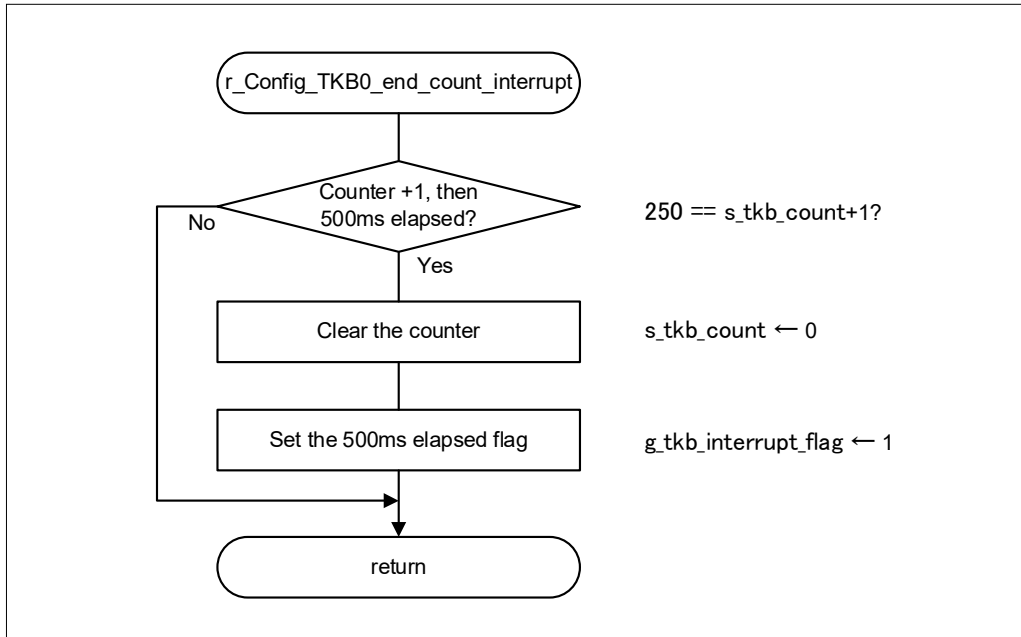 r_Config_TKB0_end_count_interrupt
Counter +1, then
500ms elapsed?
250 == s_tkb_count+1?
No
Yes
Clear the counter
s_tkb_count ← 0
Set the 500ms elapsed flag
g_tkb_interrupt_flag ← 1
return